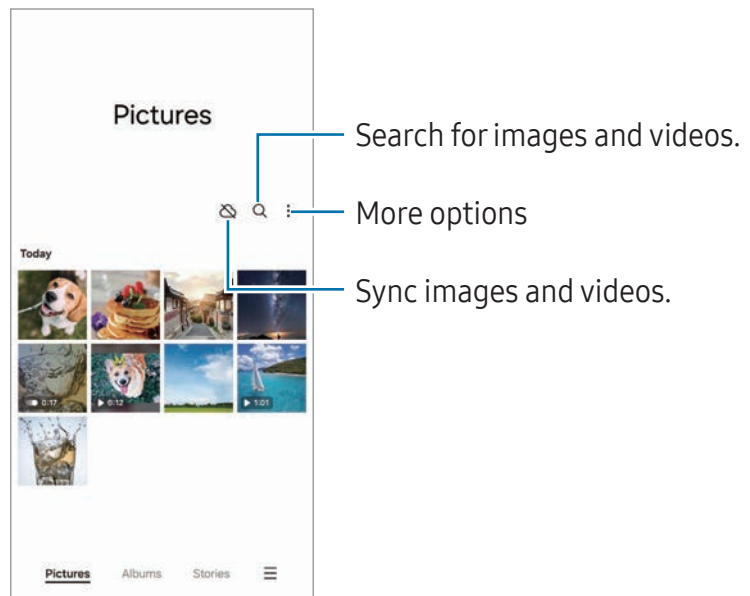 Pictures
Search for images and videos.
More options
Sync images and videos.
Today
0:17
0:12
1:01
Pictures Albums Stories